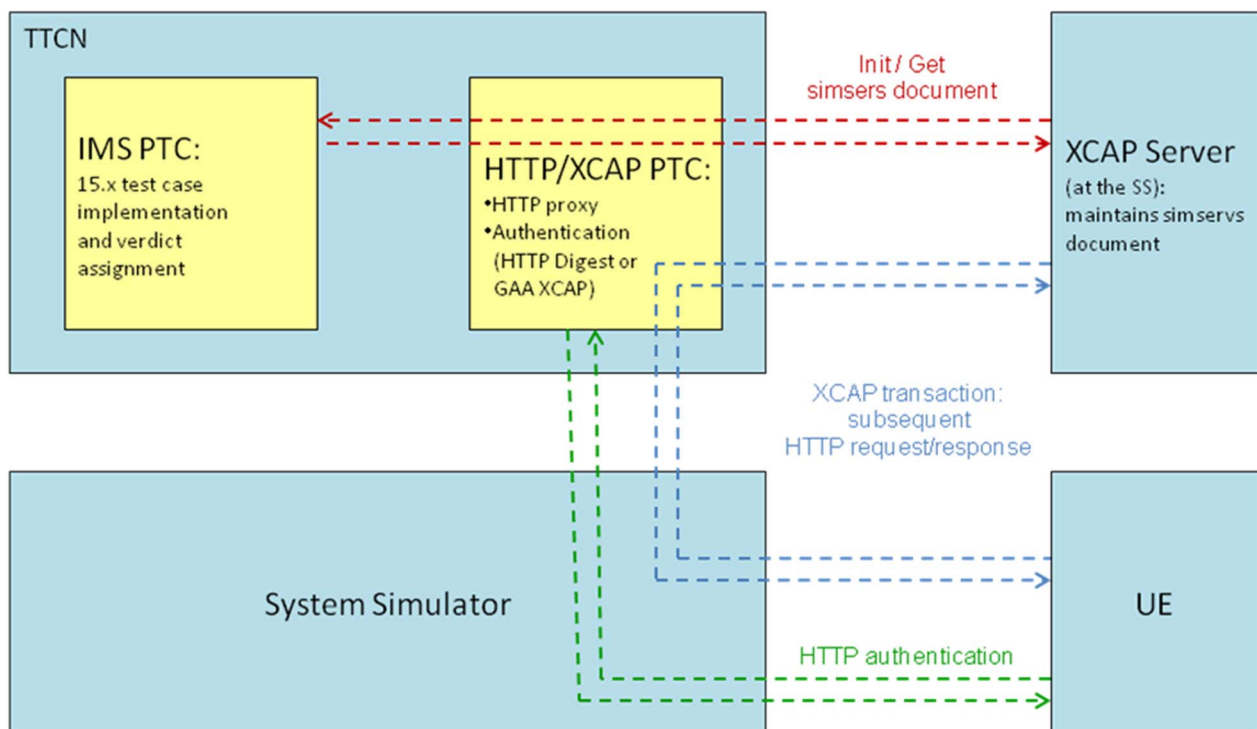 TTCN
IMS PTC:
15.x test case
implementation
and verdict
assignment
HTTP/XCAP PTC:
•HTTP proxy
•Authentication
(HTTP Digest or
GAA XCAP)
Init / Get
simsers document
XCAP Server
(at the SS):
maintains simservs
document
XCAP transaction:
subsequent
HTTP request/response
System Simulator
UE
HTTP authentication